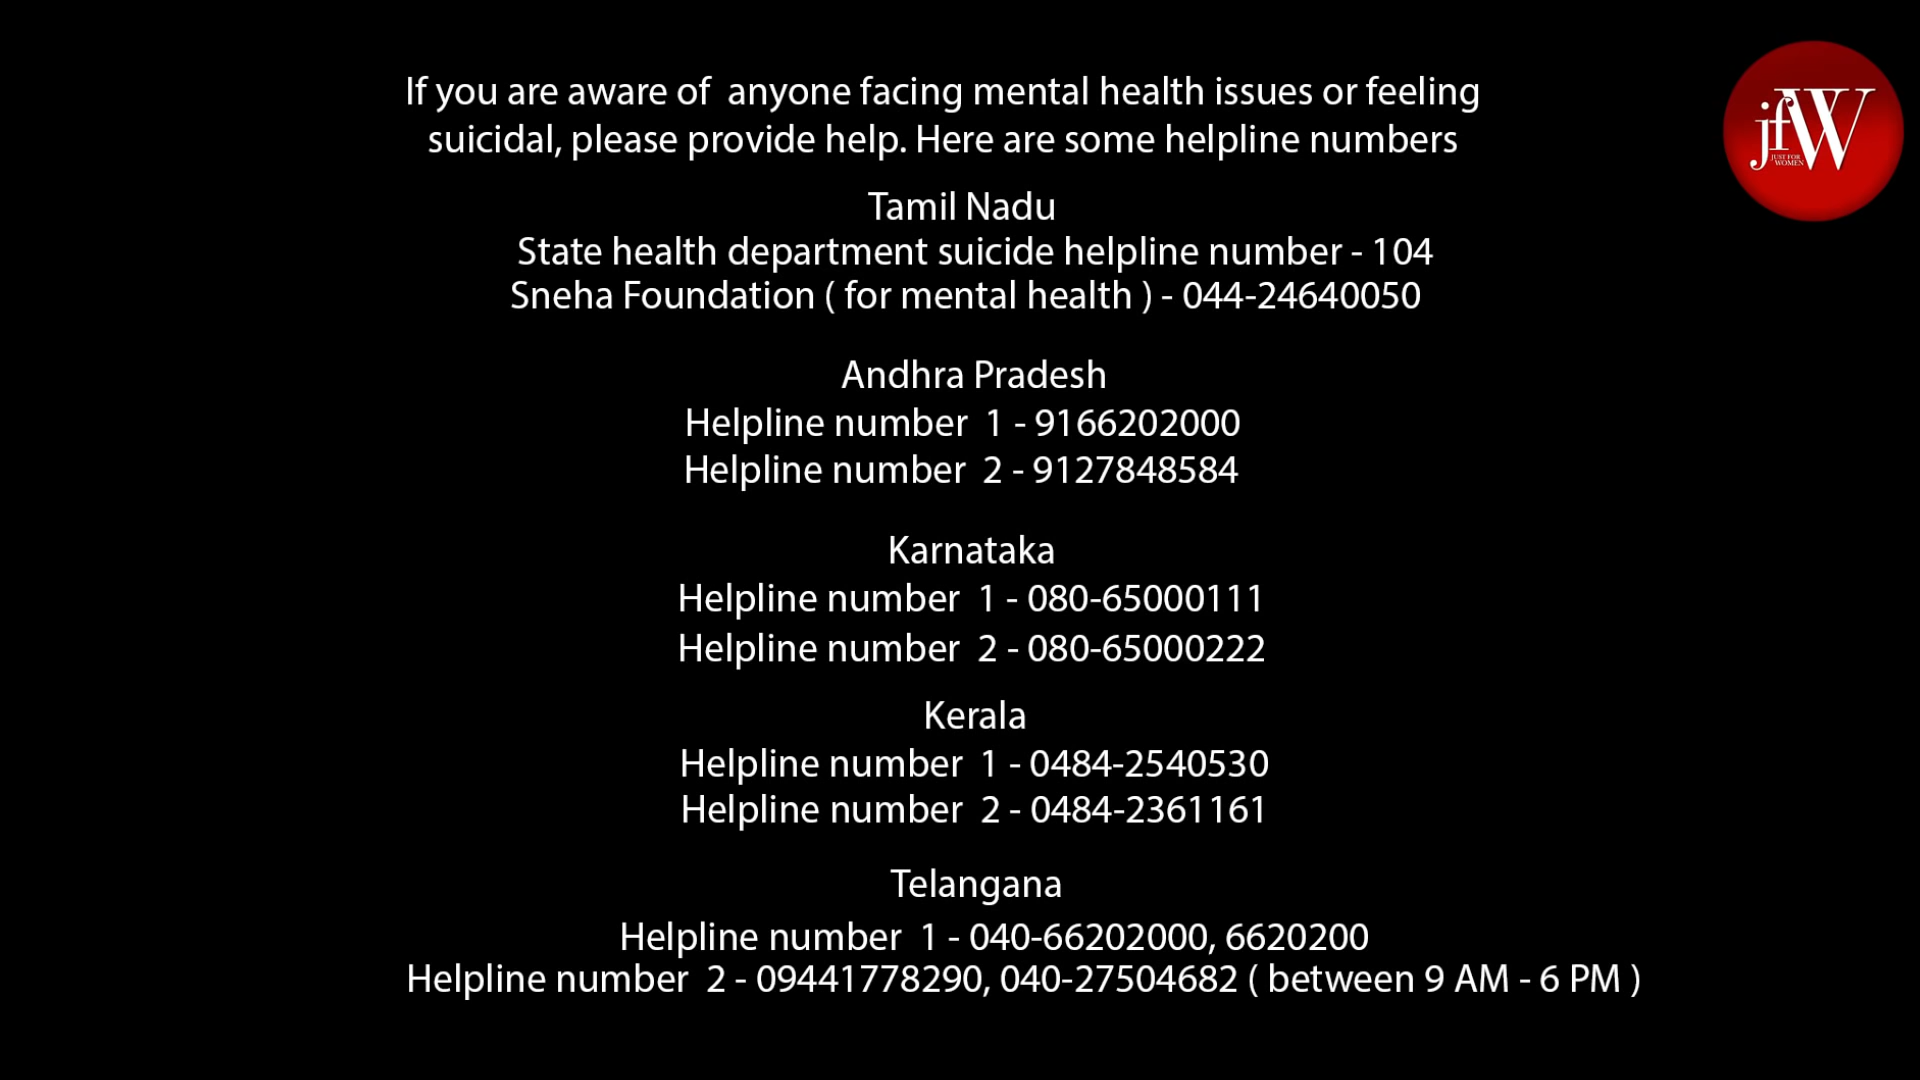 If you are aware of  anyone facing mental health issues or feeling
suicidal, please provide help. Here are some helpline numbers
jfW
JUST FOR
WOMEN
Tamil Nadu
State health department suicide helpline number - 104
Sneha Foundation ( for mental health ) - 044-24640050
Andhra Pradesh
Helpline number  1 - 9166202000
Helpline number  2 - 9127848584
Karnataka
Helpline number  1 - 080-65000111
Helpline number  2 - 080-65000222
Kerala
Helpline number  1 - 0484-2540530
Helpline number  2 - 0484-2361161
Telangana
Helpline number  1 - 040-66202000, 6620200
Helpline number  2 - 09441778290, 040-27504682 ( between 9 AM - 6 PM )